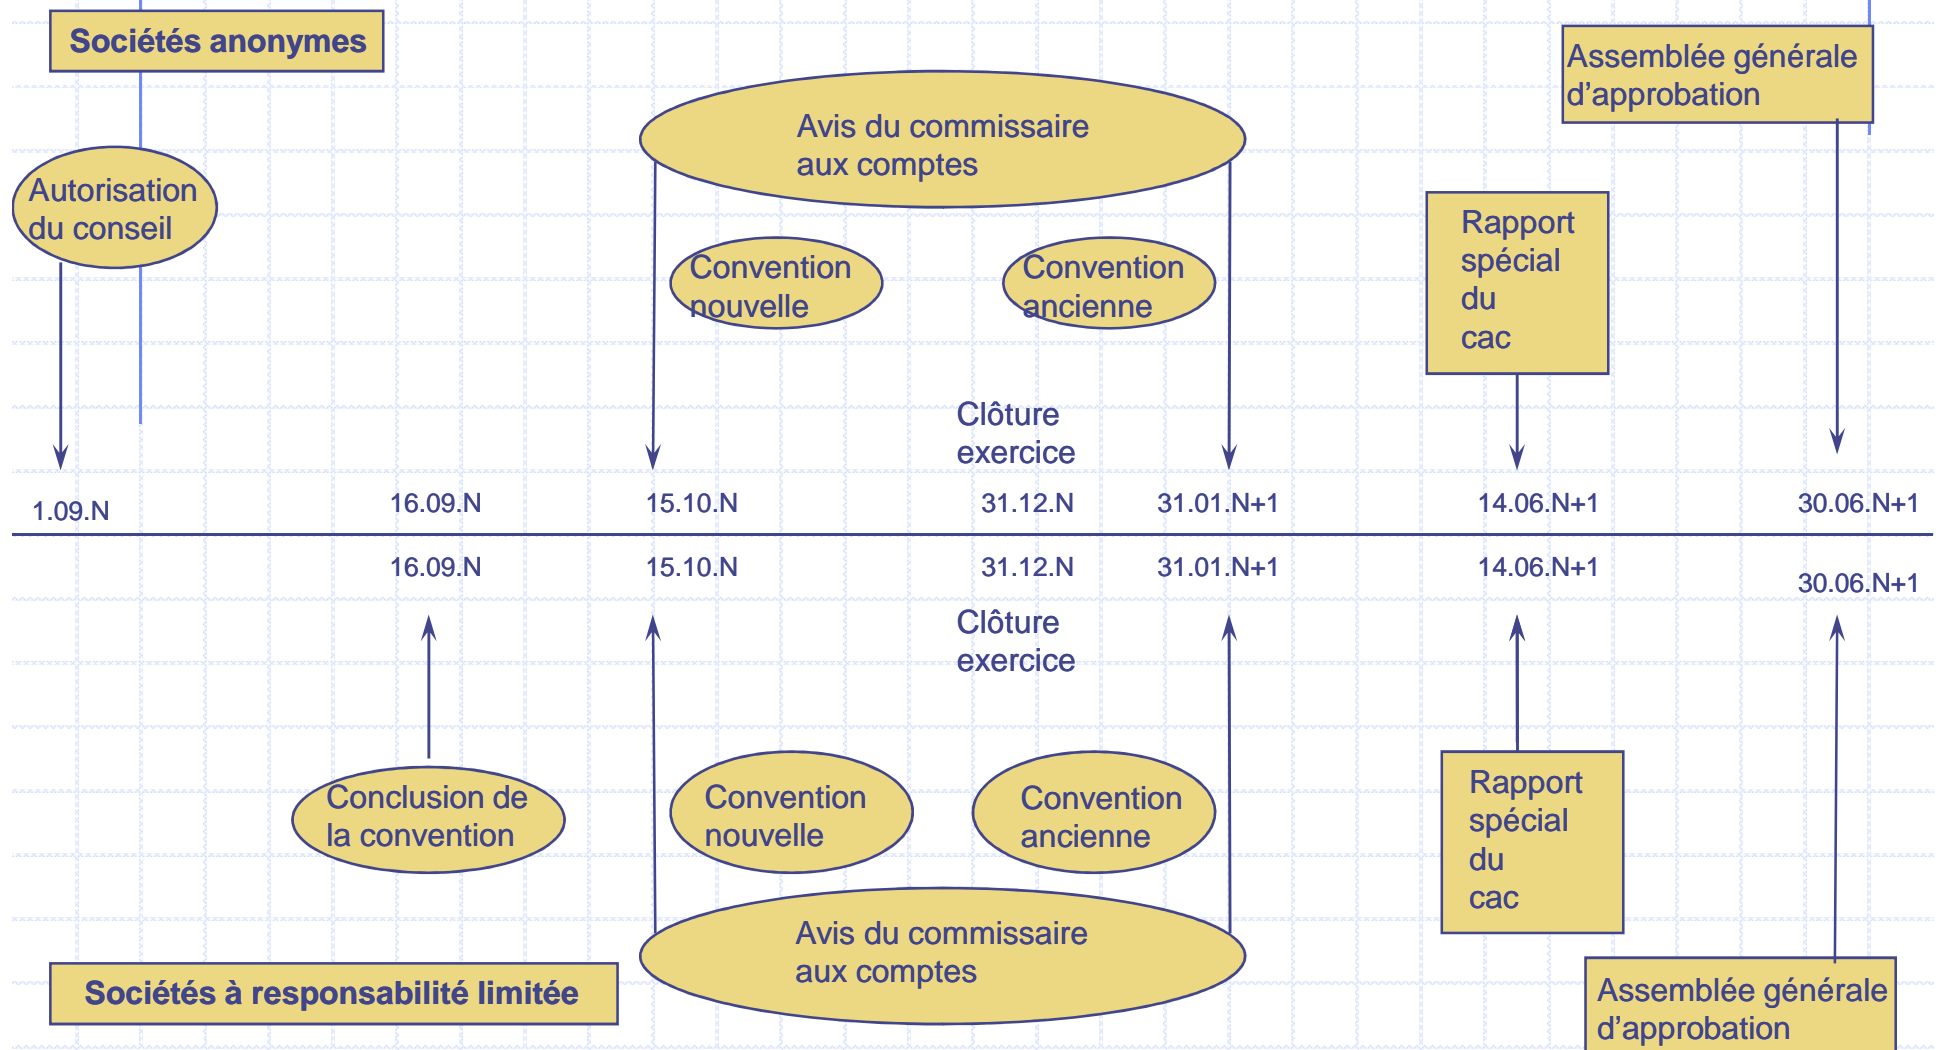 Sociétés anonymes
Assemblée générale
d'approbation
Avis du commissaire
aux comptes
Autorisation
du conseil
Rapport
spécial
du
cac
Convention
nouvelle
Convention
ancienne
Clôture
exercice
1.09.N
16.09.N
15.10.N
31.12.N
31.01.N+1
14.06.N+1
30.06.N+1
16.09.N
15.10.N
31.12.N
31.01.N+1
14.06.N+1
30.06.N+1
Clôture
exercice
Conclusion de
la convention
Convention
nouvelle
Convention
ancienne
Rapport
spécial
du
cac
Avis du commissaire
aux comptes
Sociétés à responsabilité limitée
Assemblée générale
d'approbation